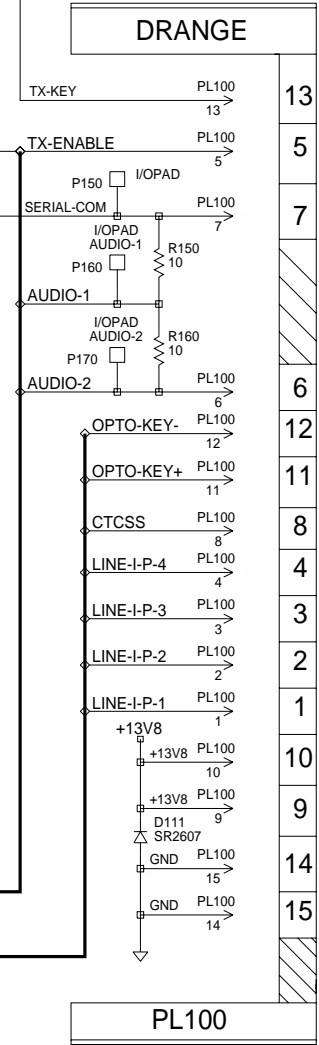 DRANGE
TX-KEY PL100 13
13
TX-ENABLE PL100 5
5
P150 I/OPAD
SERIAL-COM PL100 7
7
I/OPAD
AUDIO-1
P160
R150
10
AUDIO-1
I/OPAD
AUDIO-2
P170
R160
10
AUDIO-2 PL100 6
6
OPTO-KEY- PL100 12
12
OPTO-KEY+ PL100 11
11
CTCSS PL100 8
8
LINE-I-P-4 PL100 4
4
LINE-I-P-3 PL100 3
3
LINE-I-P-2 PL100 2
2
LINE-I-P-1 PL100 1
1
+13V8
+13V8 PL100 10
10
+13V8 PL100 9
9
D111
SR2607
GND PL100 15
14
GND PL100 14
15
PL100